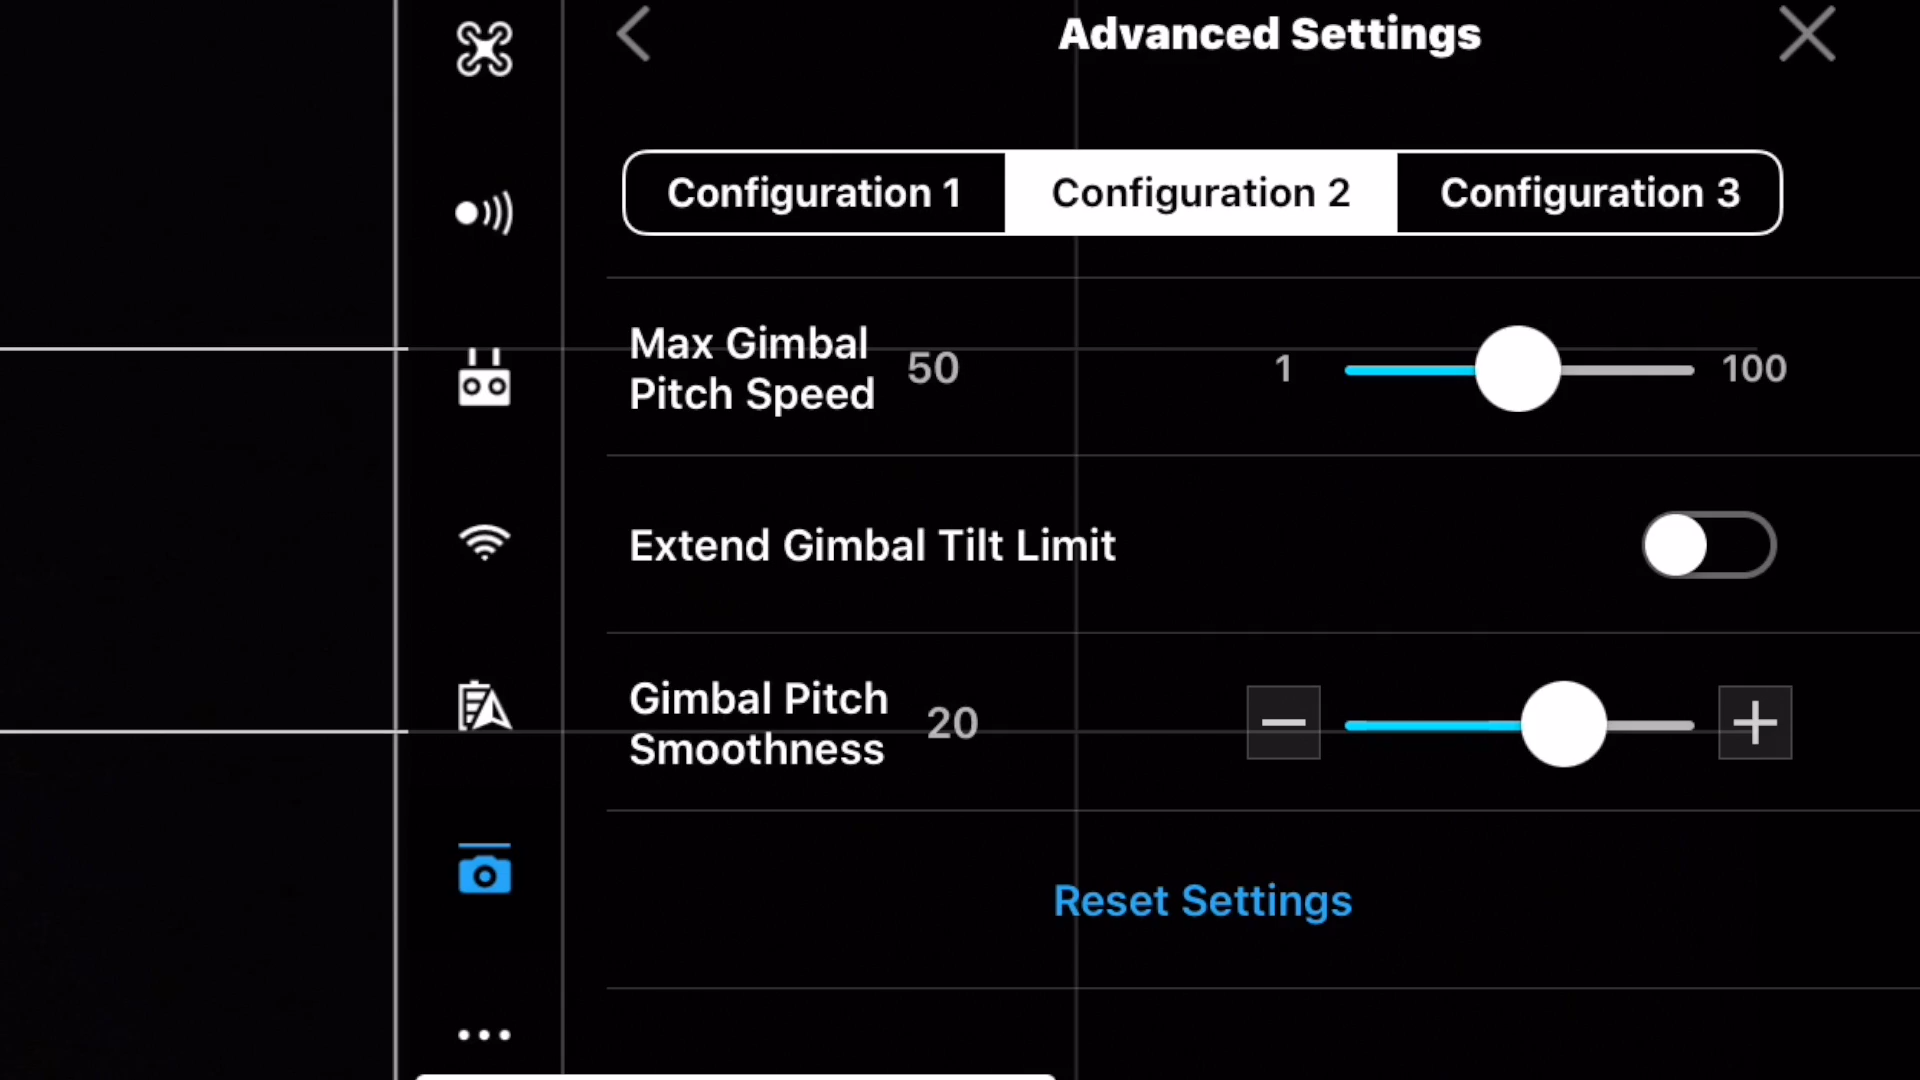 Advanced Settings
Configuration 1 Configuration 2 Configuration 3
Max Gimbal
Pitch Speed 50 1 100
Extend Gimbal Tilt Limit
Gimbal Pitch
Smoothness 20
Reset Settings